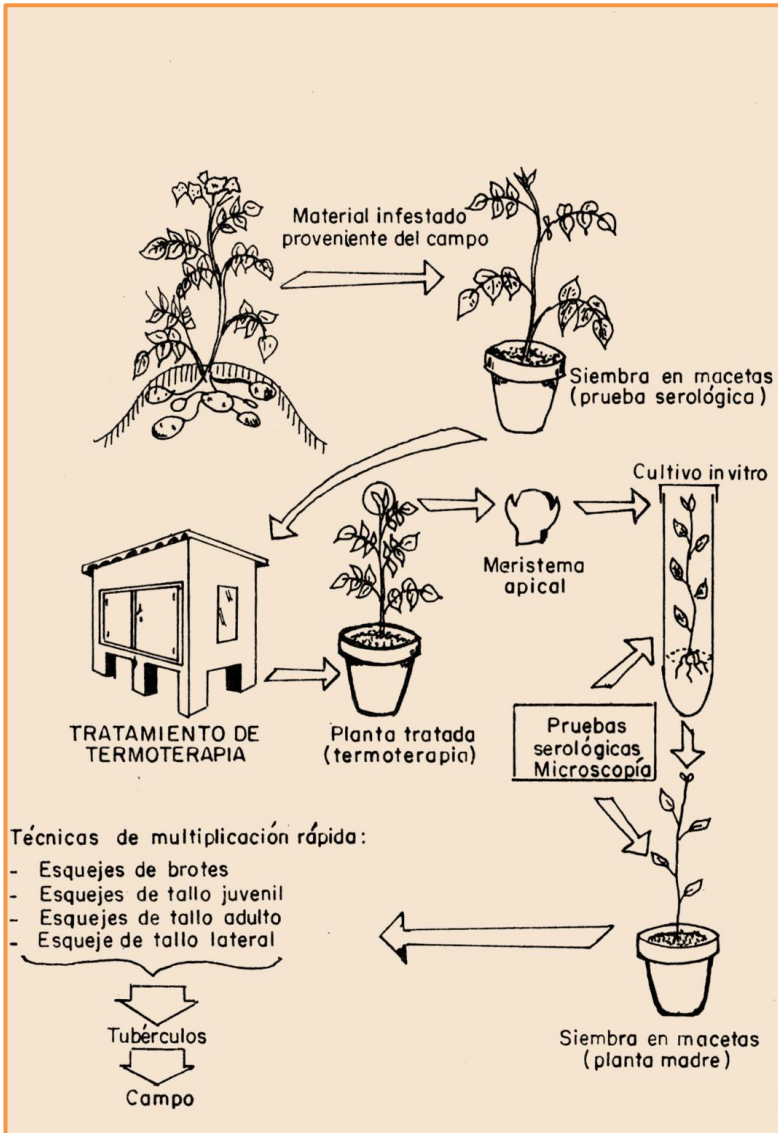 Material infestado
proveniente del campo
Siembra en macetas
(prueba serológica)
Cultivo in vitro
Meristema
apical
TRATAMIENTO DE
TERMOTERAPIA
Planta tratada
(termoterapia)
Pruebas
serológicas
Microscopía
Técnicas de multiplicación rápida:
- Esquejes de brotes
- Esquejes de tallo juvenil
- Esquejes de tallo adulto
- Esqueje de tallo lateral
Tubérculos
Campo
Siembra en macetas
(planta madre)